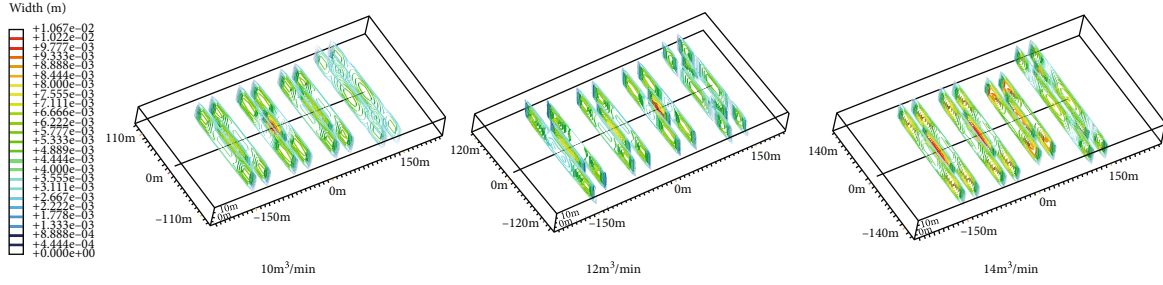 Width (m)
+1.067e−02
+1.022e−02
+9.777e−03
+9.333e−03
+8.888e−03
+8.444e−03
+8.000e−03
+7.555e−03
+7.111e−03
+6.666e−03
+6.222e−03
+5.777e−03
+5.333e−03
+4.889e−03
+4.444e−03
+4.000e−03
+3.555e−03
+3.111e−03
+2.667e−03
+2.222e−03
+1.778e−03
+1.333e−03
+8.888e−04
+4.444e−04
+0.000e+00
110m
0m
−110m
10m
0m
−150m
0m
150m
10m³/min
120m
0m
−120m
10m
0m
−150m
0m
150m
12m³/min
140m
0m
−140m
10m
0m
−150m
0m
150m
14m³/min